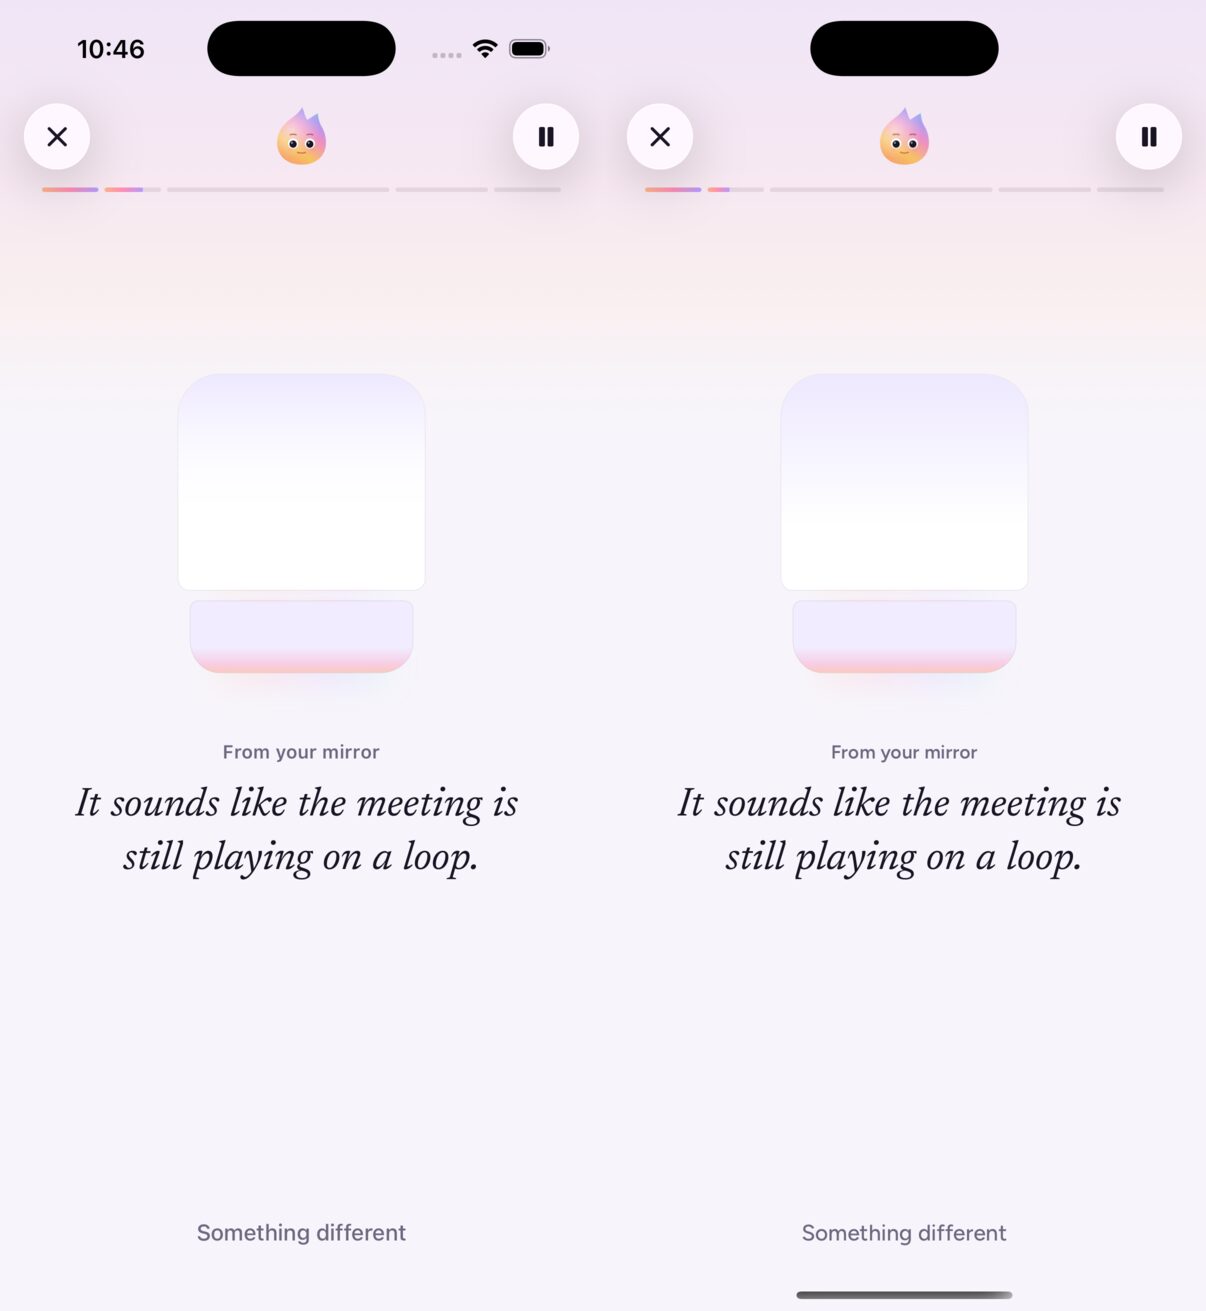 10:46
From your mirror
It sounds like the meeting is
still playing on a loop.
Something different
From your mirror
It sounds like the meeting is
still playing on a loop.
Something different